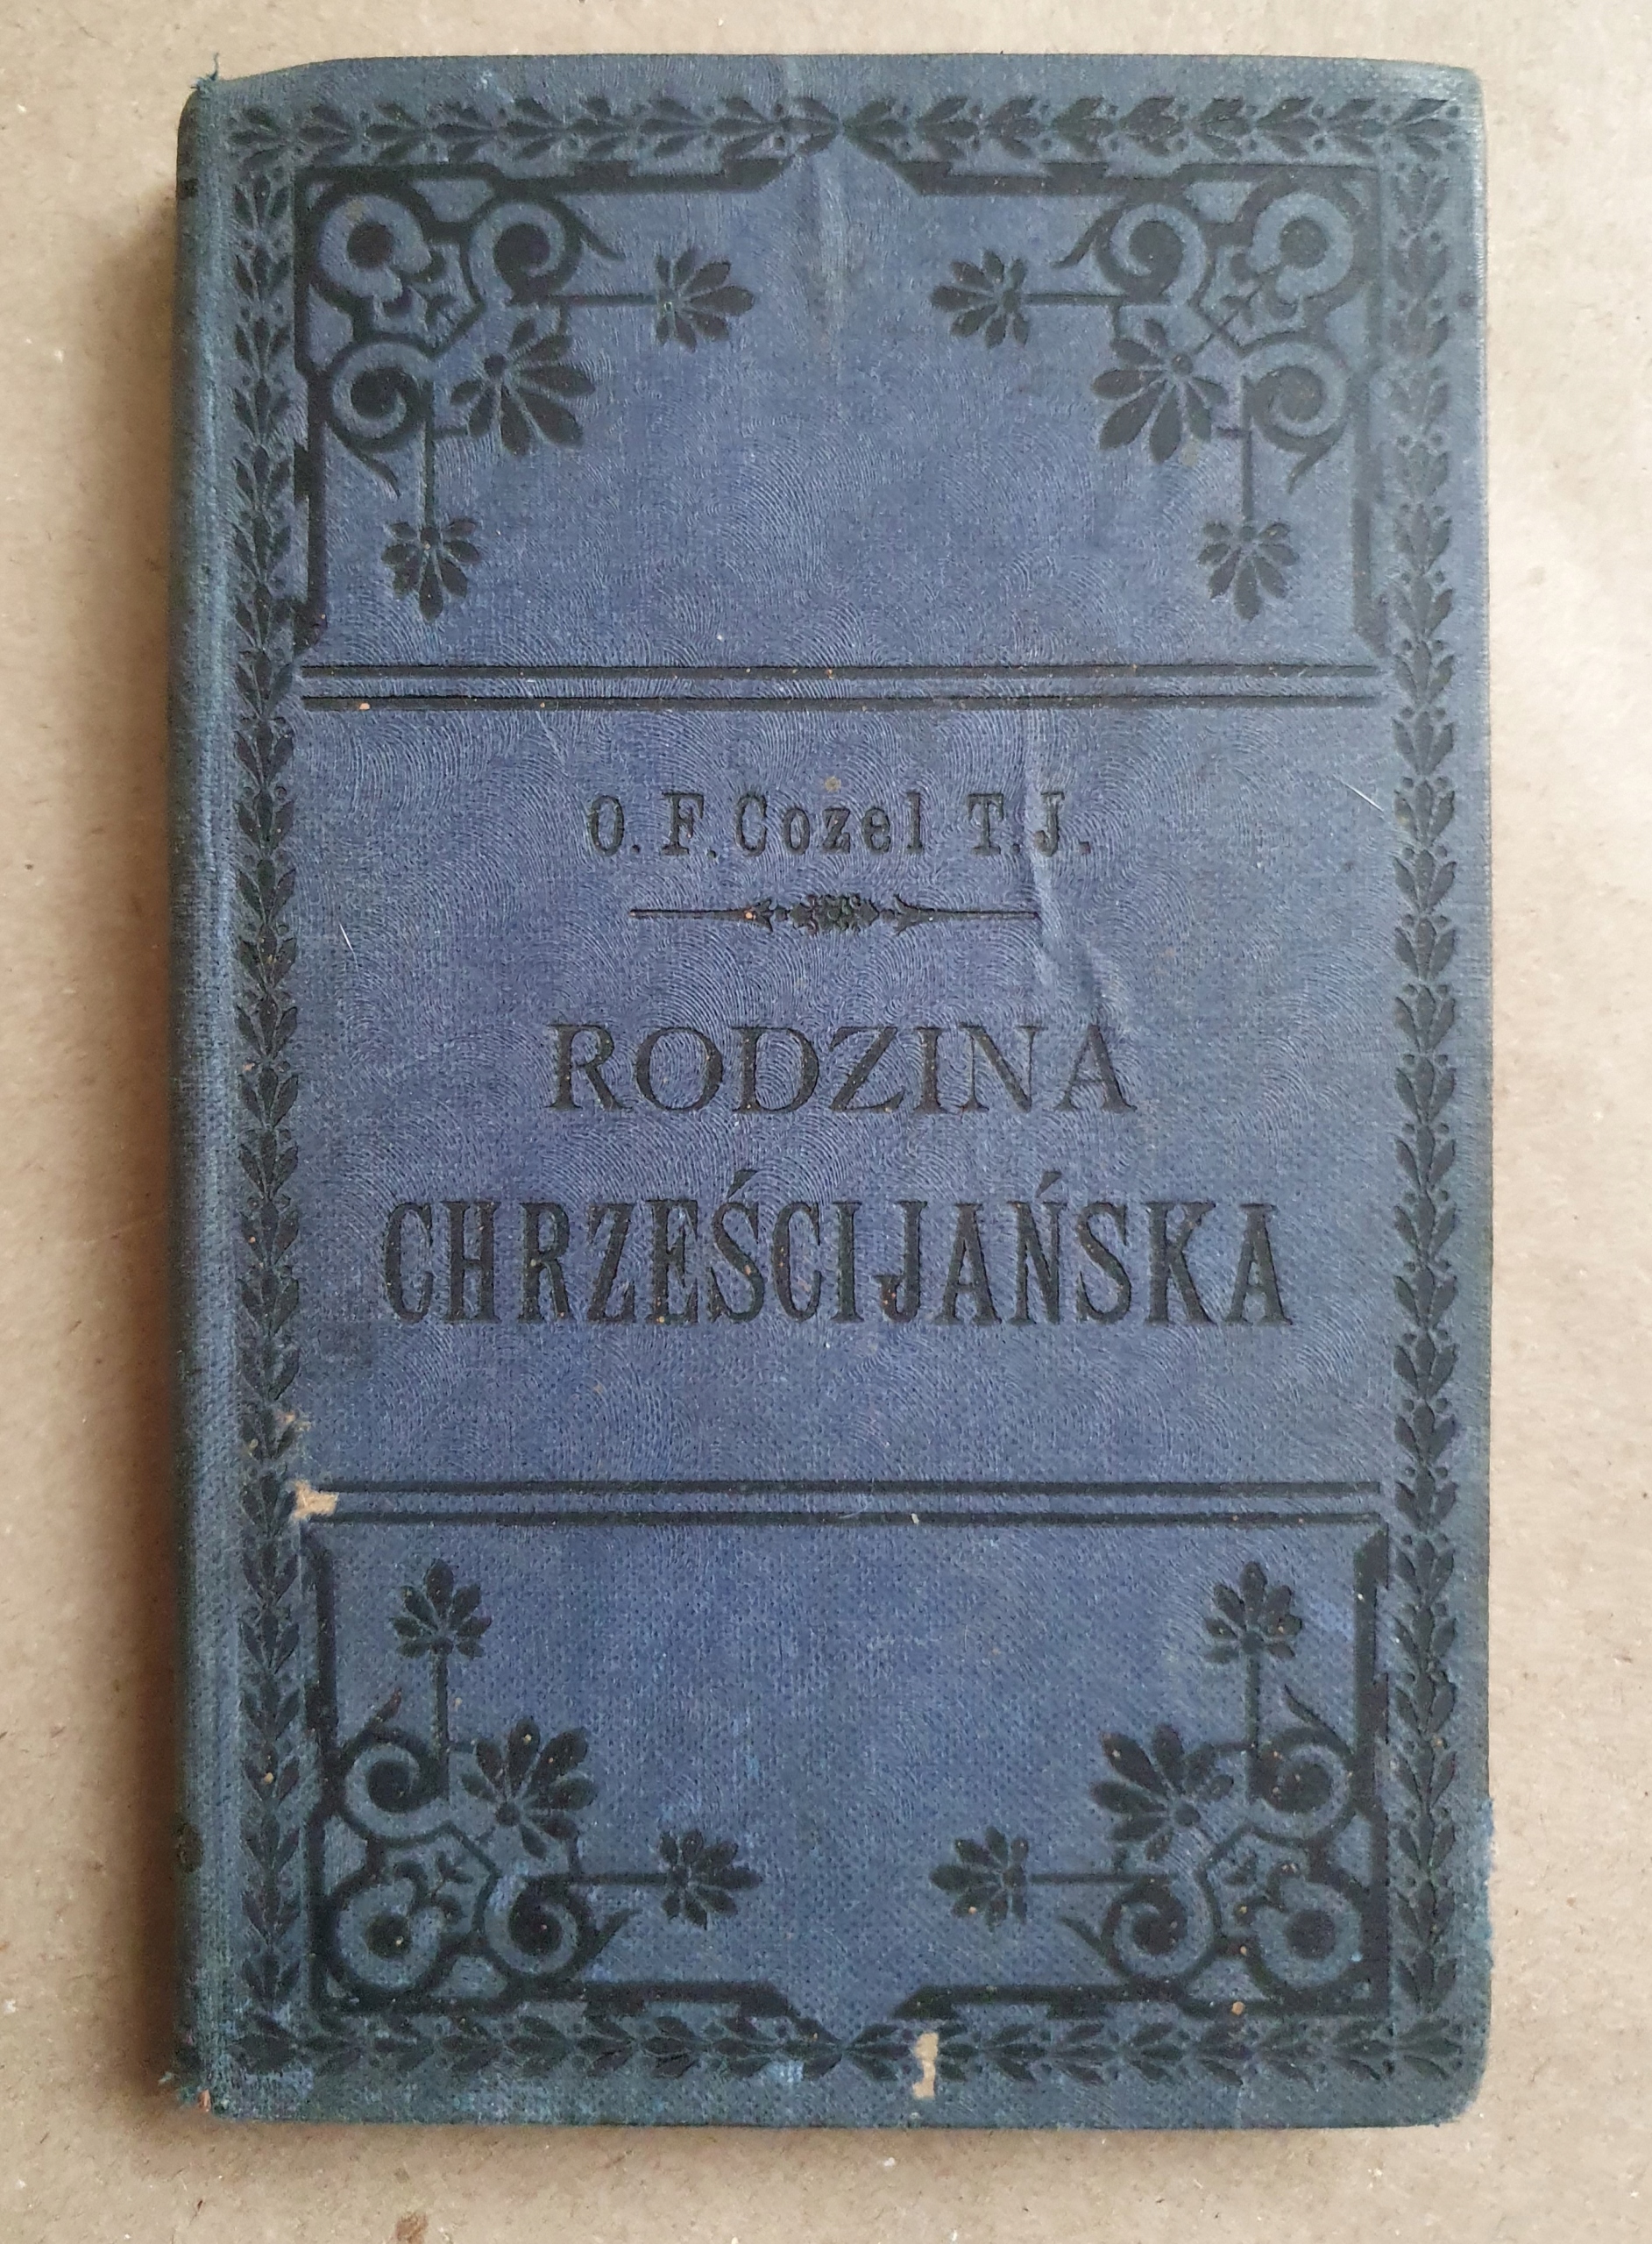 O. F. Cozel T. J.
RODZINA
CHRZEŚCIJAŃSKA